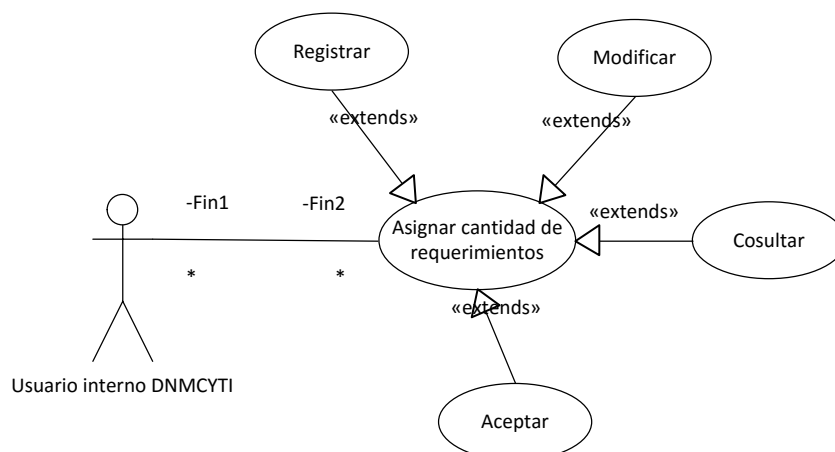 Registrar
Modificar
«extends»
«extends»
-Fin1
-Fin2
«extends»
Asignar cantidad de
requerimientos
Cosultar
*
*
«extends»
Usuario interno DNMCYTI
Aceptar